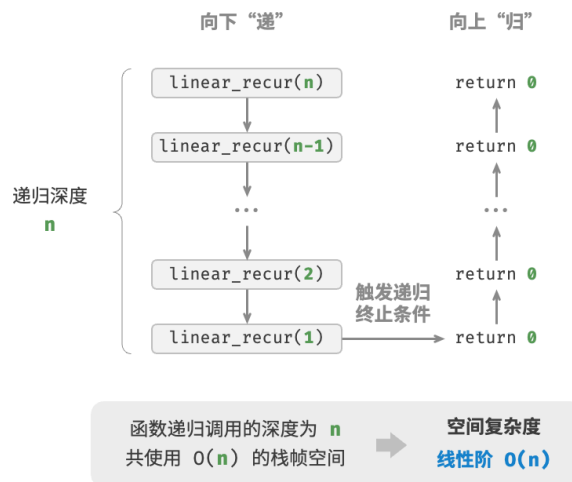 向下“递” 向上“归”
linear_recur(n) return 0
linear_recur(n-1) return 0
递归深度
n
... ...
linear_recur(2) return 0
触发递归
终止条件
linear_recur(1) return 0
函数递归调用的深度为 n
共使用 O(n) 的栈帧空间
空间复杂度
线性阶 O(n)